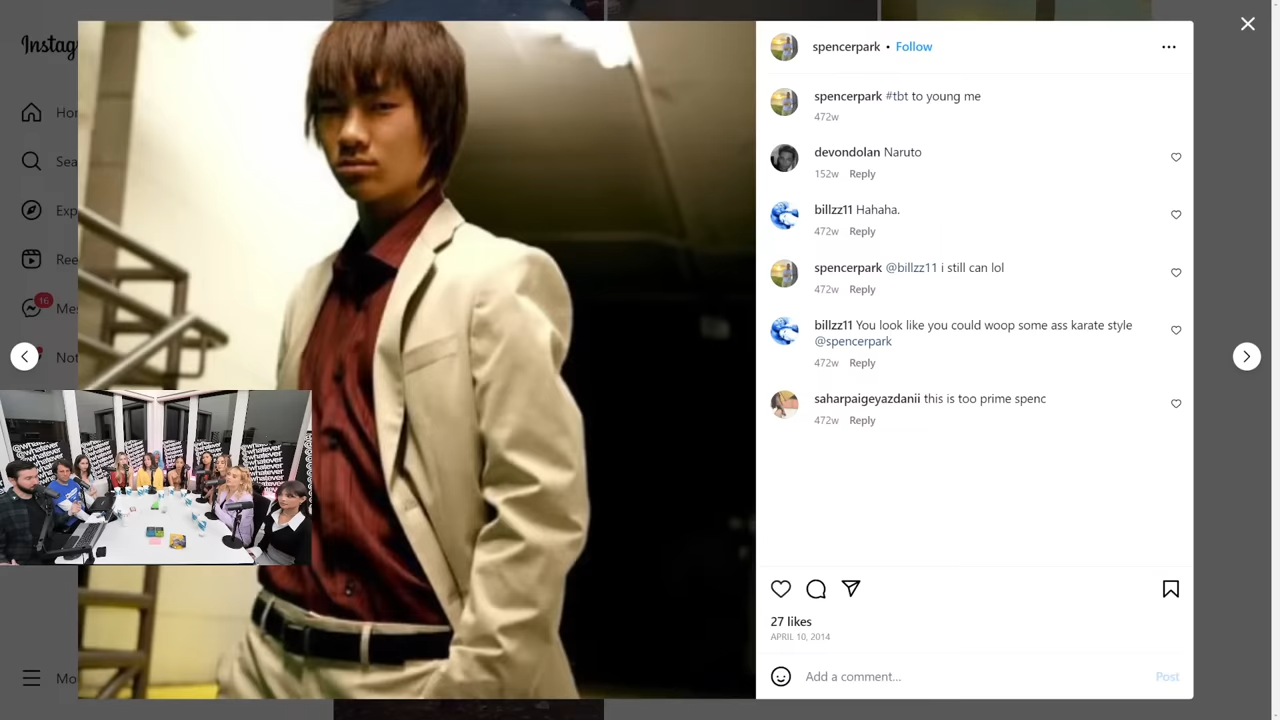 Instag
Hor
Sea
Exp
Ree
16
Mes
Not
Mo
@whatever
whatever
spencerpark • Follow
spencerpark #tbt to young me
472w
devondolan Naruto
152w Reply
billzz11 Hahaha.
472w Reply
spencerpark @billzz11 i still can lol
472w Reply
billzz11 You look like you could woop some ass karate style
@spencerpark
472w Reply
saharpaigeyazdanii this is too prime spenc
472w Reply
27 likes
APRIL 10, 2014
Add a comment...
Post